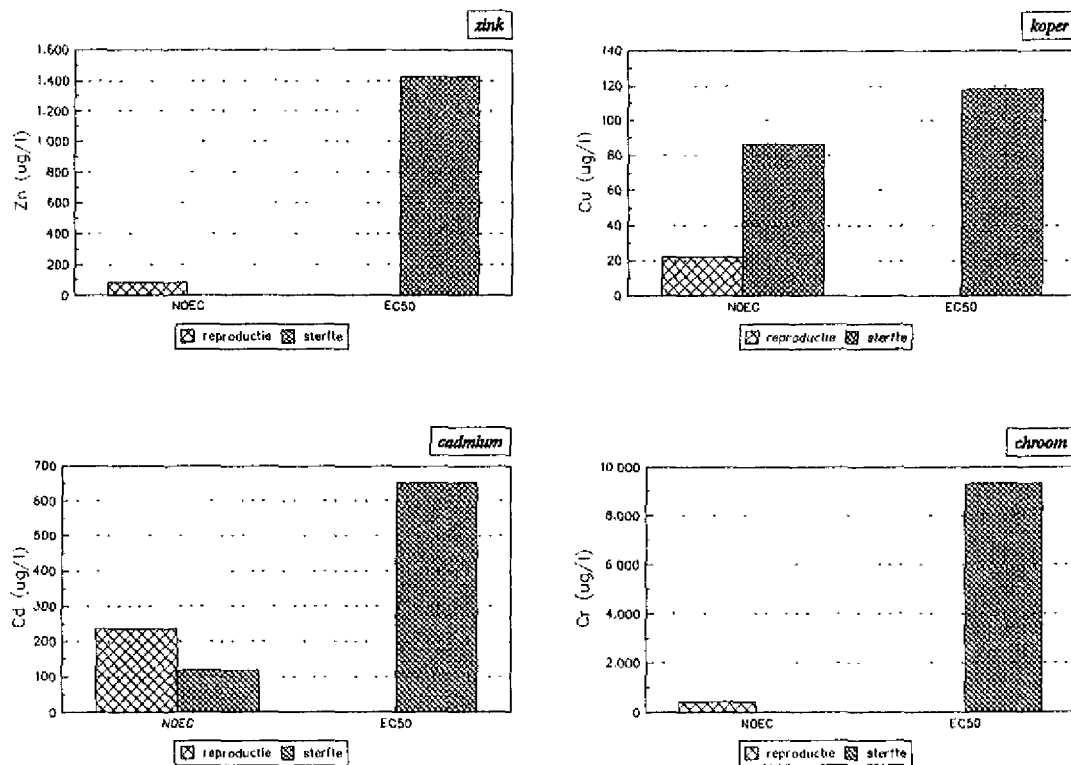 zink
1.600
1.400
1.200
1.000
800
600
400
200
0
Zn (ug/l)
NOEC
EC50
reproductie sterfte
koper
140
120
100
80
60
40
20
0
Cu (ug/l)
NOEC
EC50
reproductie sterfte
cadmium
700
600
500
400
300
200
100
0
Cd (ug/l)
NOEC
EC50
reproductie sterfte
chroom
10.000
8.000
6.000
4.000
2.000
0
Cr (ug/l)
NOEC
EC50
reproductie sterfte